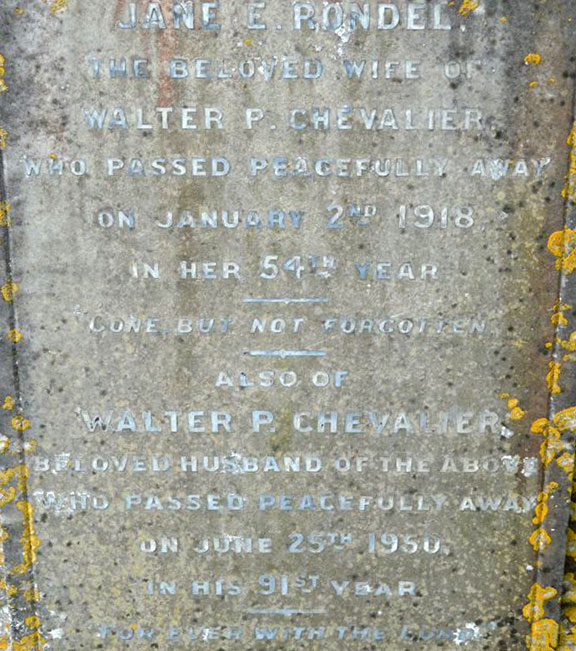 JANE E. RONDEL,
THE BELOVED WIFE OF
WALTER P. CHEVALIER,
WHO PASSED PEACEFULLY AWAY
ON JANUARY 2ND 1918,
IN HER 54TH YEAR
"GONE BUT NOT FORGOTTEN."
ALSO OF
WALTER P. CHEVALIER,
BELOVED HUSBAND OF THE ABOVE
WHO PASSED PEACEFULLY AWAY
ON JUNE 25TH 1950,
IN HIS 91ST YEAR
"FOR EVER WITH THE LORD"